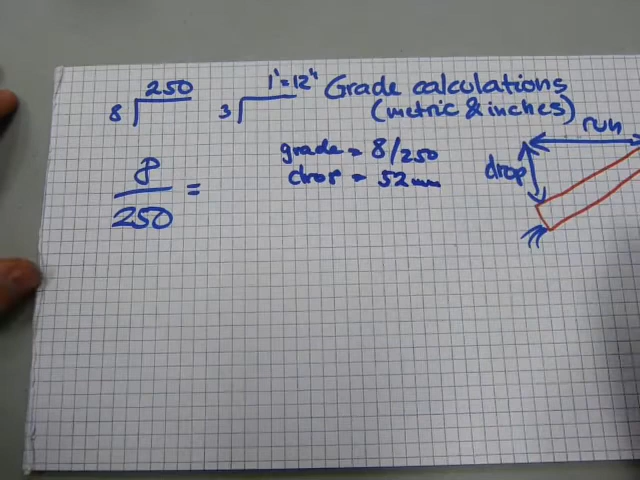 250
8
1'=12"
3
Grade calculations
(metric & inches)
run
drop
grade = 8/250
drop = 52mm
8
250
=